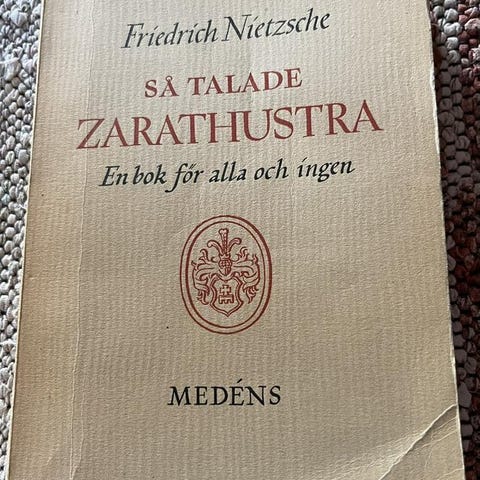 Friedrich Nietzsche
SÅ TALADE
ZARATHUSTRA
En bok för alla och ingen
MEDÉNS